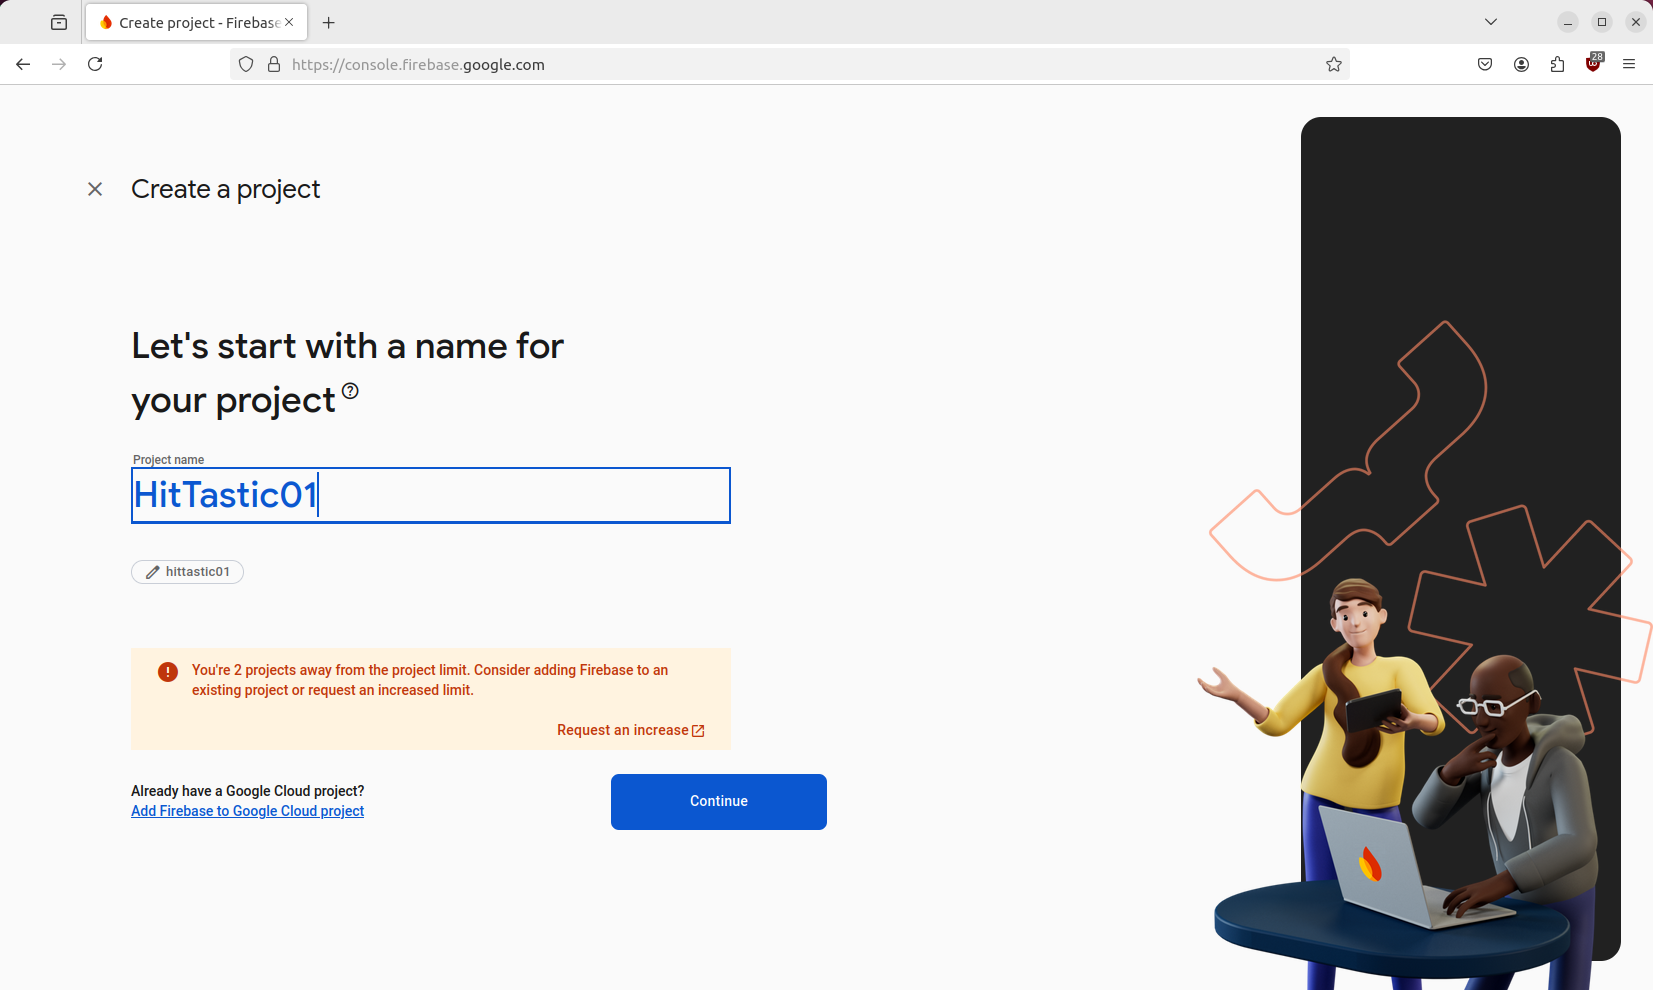 Create project - Firebase
https://console.firebase.google.com
28
Create a project
Let's start with a name for
your project
Project name
HitTastic01
hittastic01
You're 2 projects away from the project limit. Consider adding Firebase to an
existing project or request an increased limit.
Request an increase
Already have a Google Cloud project?
Add Firebase to Google Cloud project
Continue